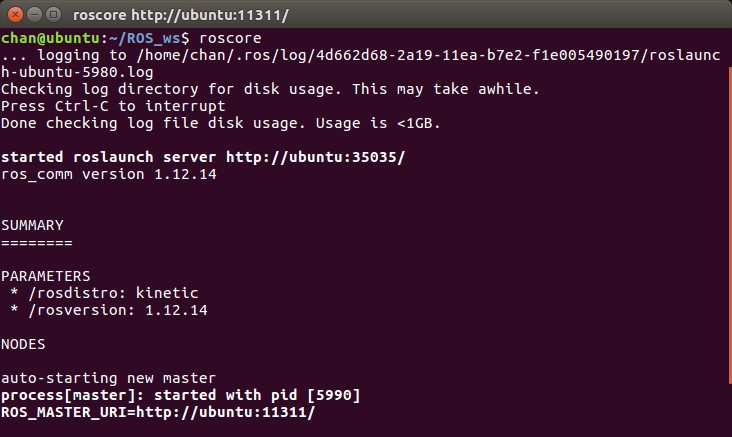 roscore http://ubuntu:11311/
chan@ubuntu:~/ROS_ws$ roscore
... logging to /home/chan/.ros/log/4d662d68-2a19-11ea-b7e2-f1e005490197/roslaunc
h-ubuntu-5980.log
Checking log directory for disk usage. This may take awhile.
Press Ctrl-C to interrupt
Done checking log file disk usage. Usage is <1GB.
started roslaunch server http://ubuntu:35035/
ros_comm version 1.12.14
SUMMARY
========
PARAMETERS
 * /rosdistro: kinetic
 * /rosversion: 1.12.14
NODES
auto-starting new master
process[master]: started with pid [5990]
ROS_MASTER_URI=http://ubuntu:11311/